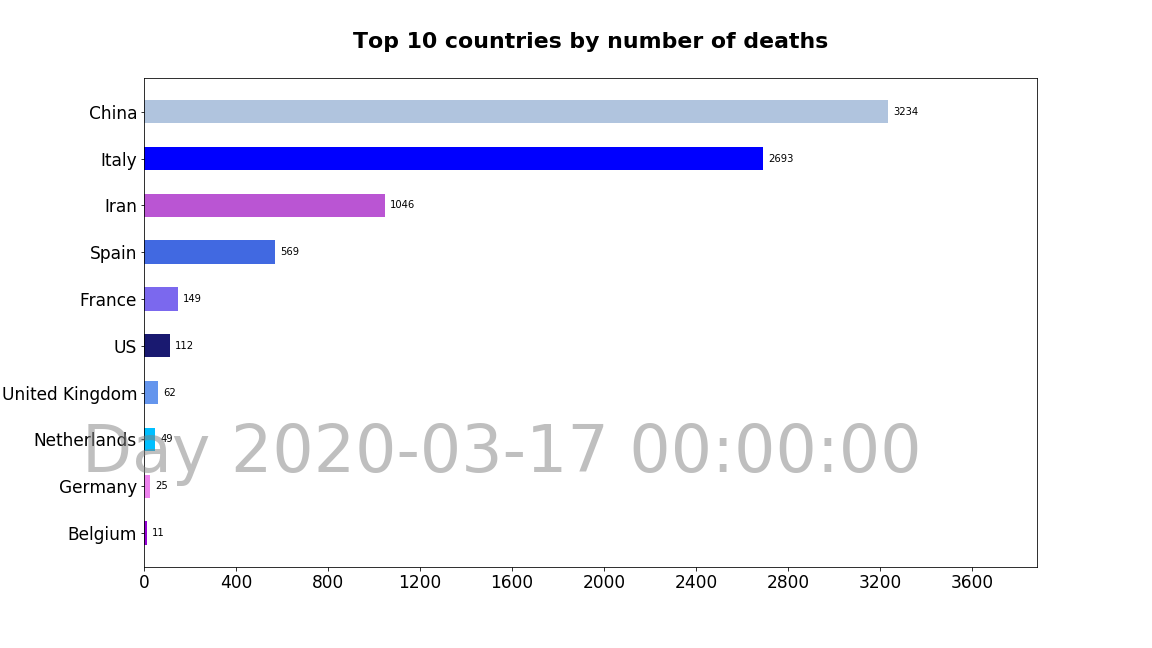 Top 10 countries by number of deaths
China 3234
Italy 2693
Iran 1046
Spain 569
France 149
US 112
United Kingdom 62
Netherlands 49
Day 2020-03-17 00:00:00
Germany 25
Belgium 11
0 400 800 1200 1600 2000 2400 2800 3200 3600